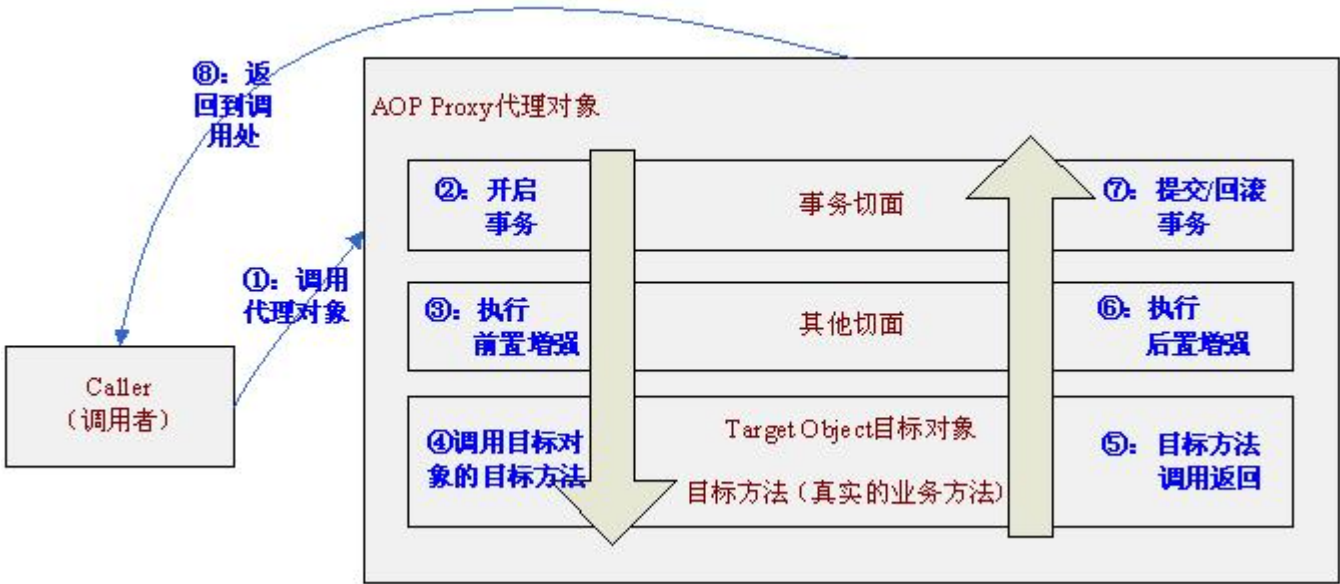 ⑧：返
回到调
用处
AOP Proxy代理对象
②：开启
事务
事务切面
⑦：提交/回滚
事务
①：调用
代理对象
③：执行
前置增强
其他切面
⑥：执行
后置增强
Caller
（调用者）
④调用目标对
象的目标方法
Target Object目标对象
目标方法（真实的业务方法）
⑤：目标方法
调用返回